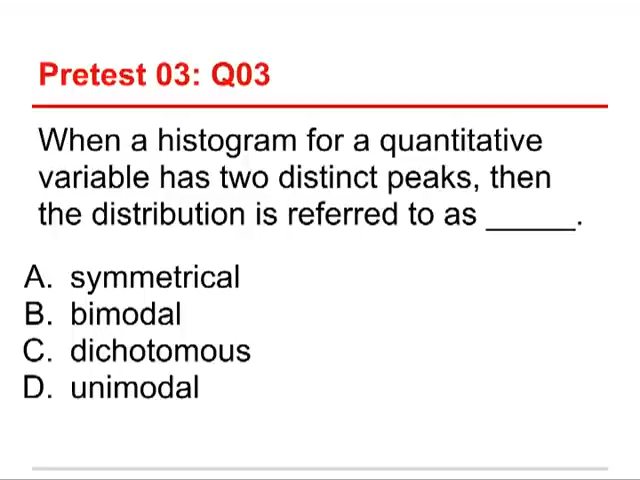 Pretest 03: Q03
When a histogram for a quantitative
variable has two distinct peaks, then
the distribution is referred to as _____.
A. symmetrical
B. bimodal
C. dichotomous
D. unimodal